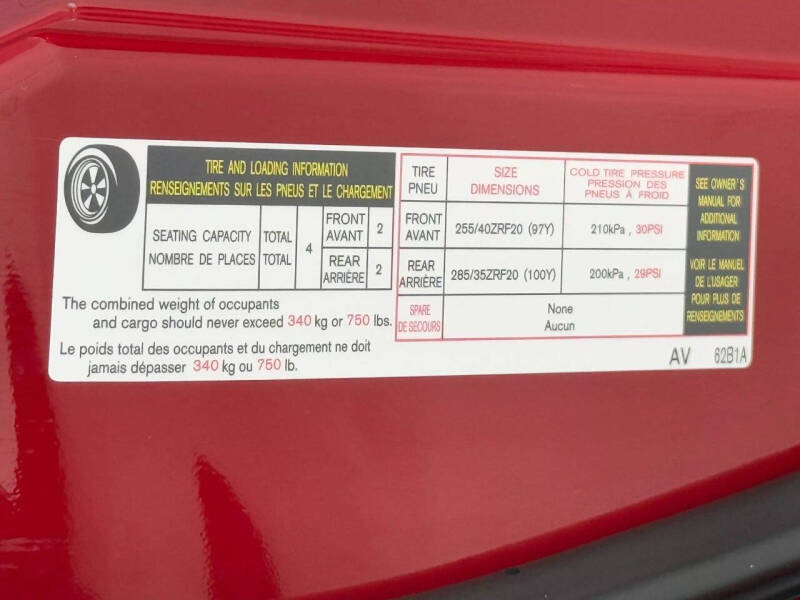 TIRE AND LOADING INFORMATION
RENSEIGNEMENTS SUR LES PNEUS ET LE CHARGEMENT
SEATING CAPACITY
NOMBRE DE PLACES
TOTAL
TOTAL
4
FRONT
AVANT
2
REAR
ARRIÈRE
2
The combined weight of occupants
and cargo should never exceed 340 kg or 750 lbs.
Le poids total des occupants et du chargement ne doit
jamais dépasser 340 kg ou 750 lb.
TIRE
PNEU
SIZE
DIMENSIONS
COLD TIRE PRESSURE
PRESSION DES
PNEUS À FROID
FRONT
AVANT
255/40ZRF20 (97Y)
210kPa , 30PSI
REAR
ARRIÈRE
285/35ZRF20 (100Y)
200kPa , 29PSI
SPARE
DE SECOURS
None
Aucun
SEE OWNER'S
MANUAL FOR
ADDITIONAL
INFORMATION
VOIR LE MANUEL
DE L'USAGER
POUR PLUS DE
RENSEIGNEMENTS
AV 62B1A